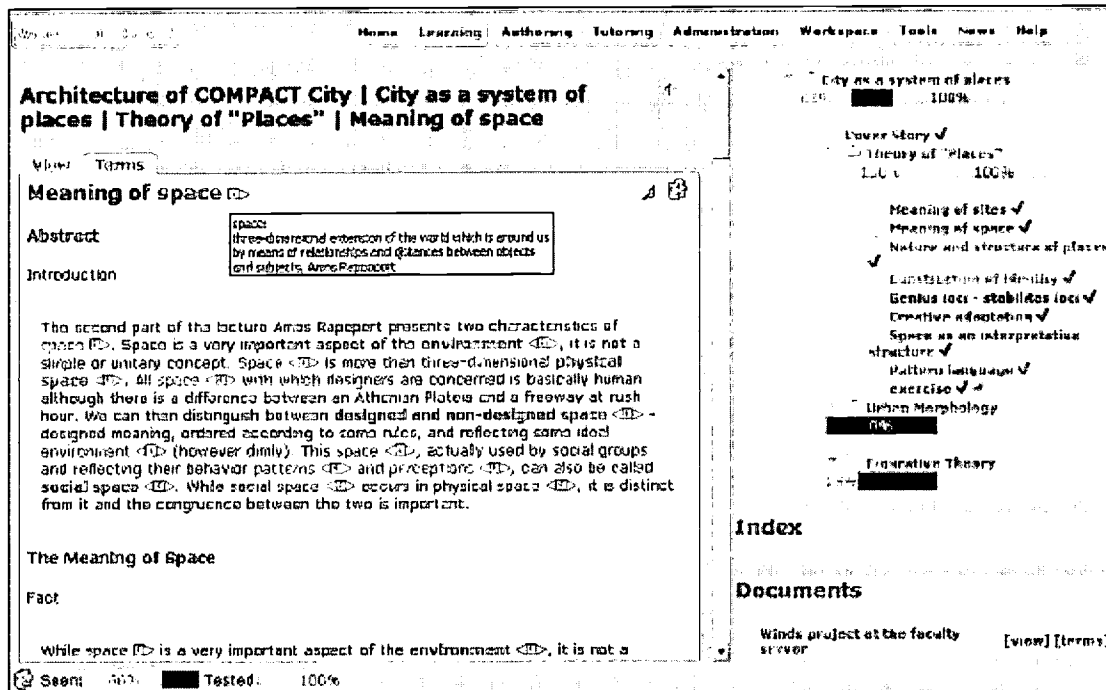 Home Learning Authoring Tutoring Administration Workspace Tools News Help
Architecture of COMPACT City | City as a system of
places | Theory of "Places" | Meaning of space
View Terms
Meaning of space
space:
three-dimensional extension of the world which is around us
by means of relationships and distances between objects
and subjects, Amos Rappoport
Abstract
Introduction
The second part of the lecture Amos Rapoport presents two characteristics of
space. Space is a very important aspect of the environment, it is not a
simple or unitary concept. Space is more than three-dimensional physical
space. All space with which designers are concerned is basically human
although there is a difference between an Athenian Plateia and a freeway at rush
hour. We can then distinguish between designed and non-designed space -
designed meaning, ordered according to some rules, and reflecting some ideal
environment (however dimly). This space, actually used by social groups
and reflecting their behavior patterns and perceptions, can also be called
social space. While social space occurs in physical space, it is distinct
from it and the congruence between the two is important.
The Meaning of Space
Fact
While space is a very important aspect of the environment, it is not a
Seen: Tested: 100%
City as a system of places
100%
Cover Story ✓
Theory of "Places"
100%
Meaning of sites ✓
Meaning of space ✓
Nature and structure of places
✓
Construction of identity ✓
Genius loci - stabilitas loci ✓
Creative adaptation ✓
Space as an interpretative
structure ✓
Pattern language ✓
exercise ✓
Urban Morphology
0%
Figurative Theory
Index
Documents
Winds project at the faculty
server
[view] [terms]